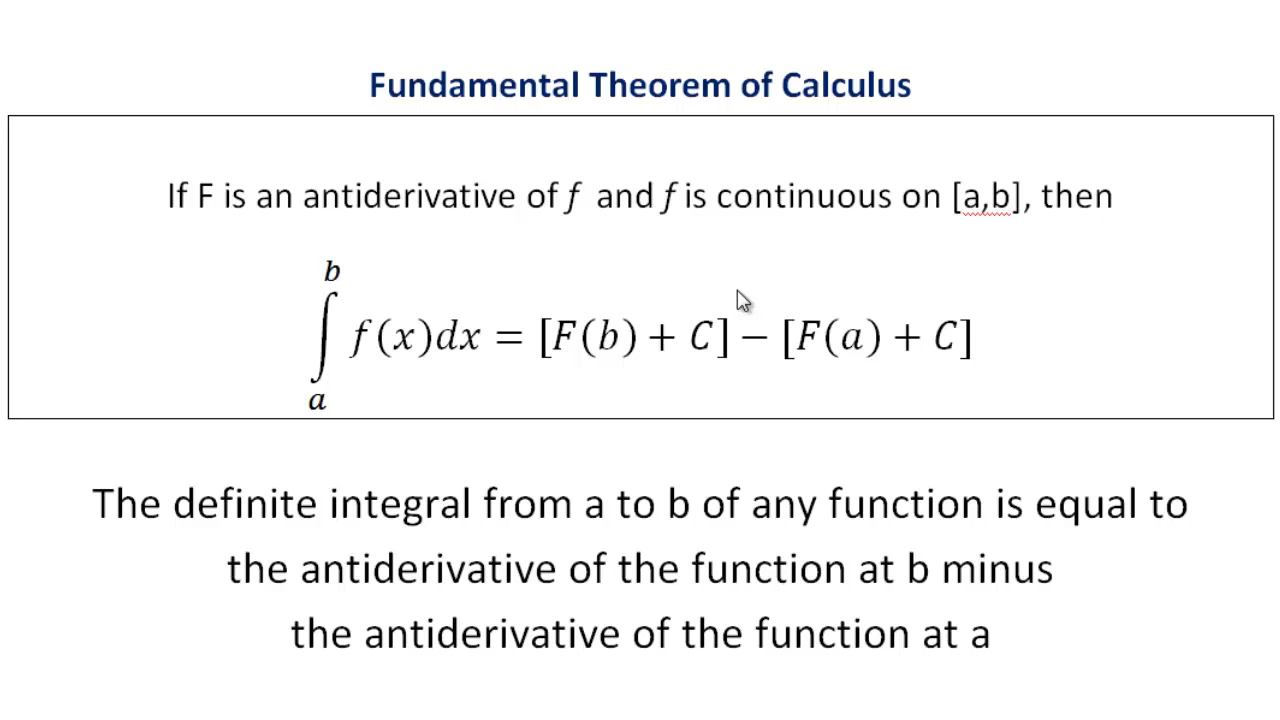 Fundamental Theorem of Calculus
If F is an antiderivative of f and f is continuous on [a,b], then
b
∫ f(x)dx = [F(b) + C] − [F(a) + C]
a
The definite integral from a to b of any function is equal to
the antiderivative of the function at b minus
the antiderivative of the function at a